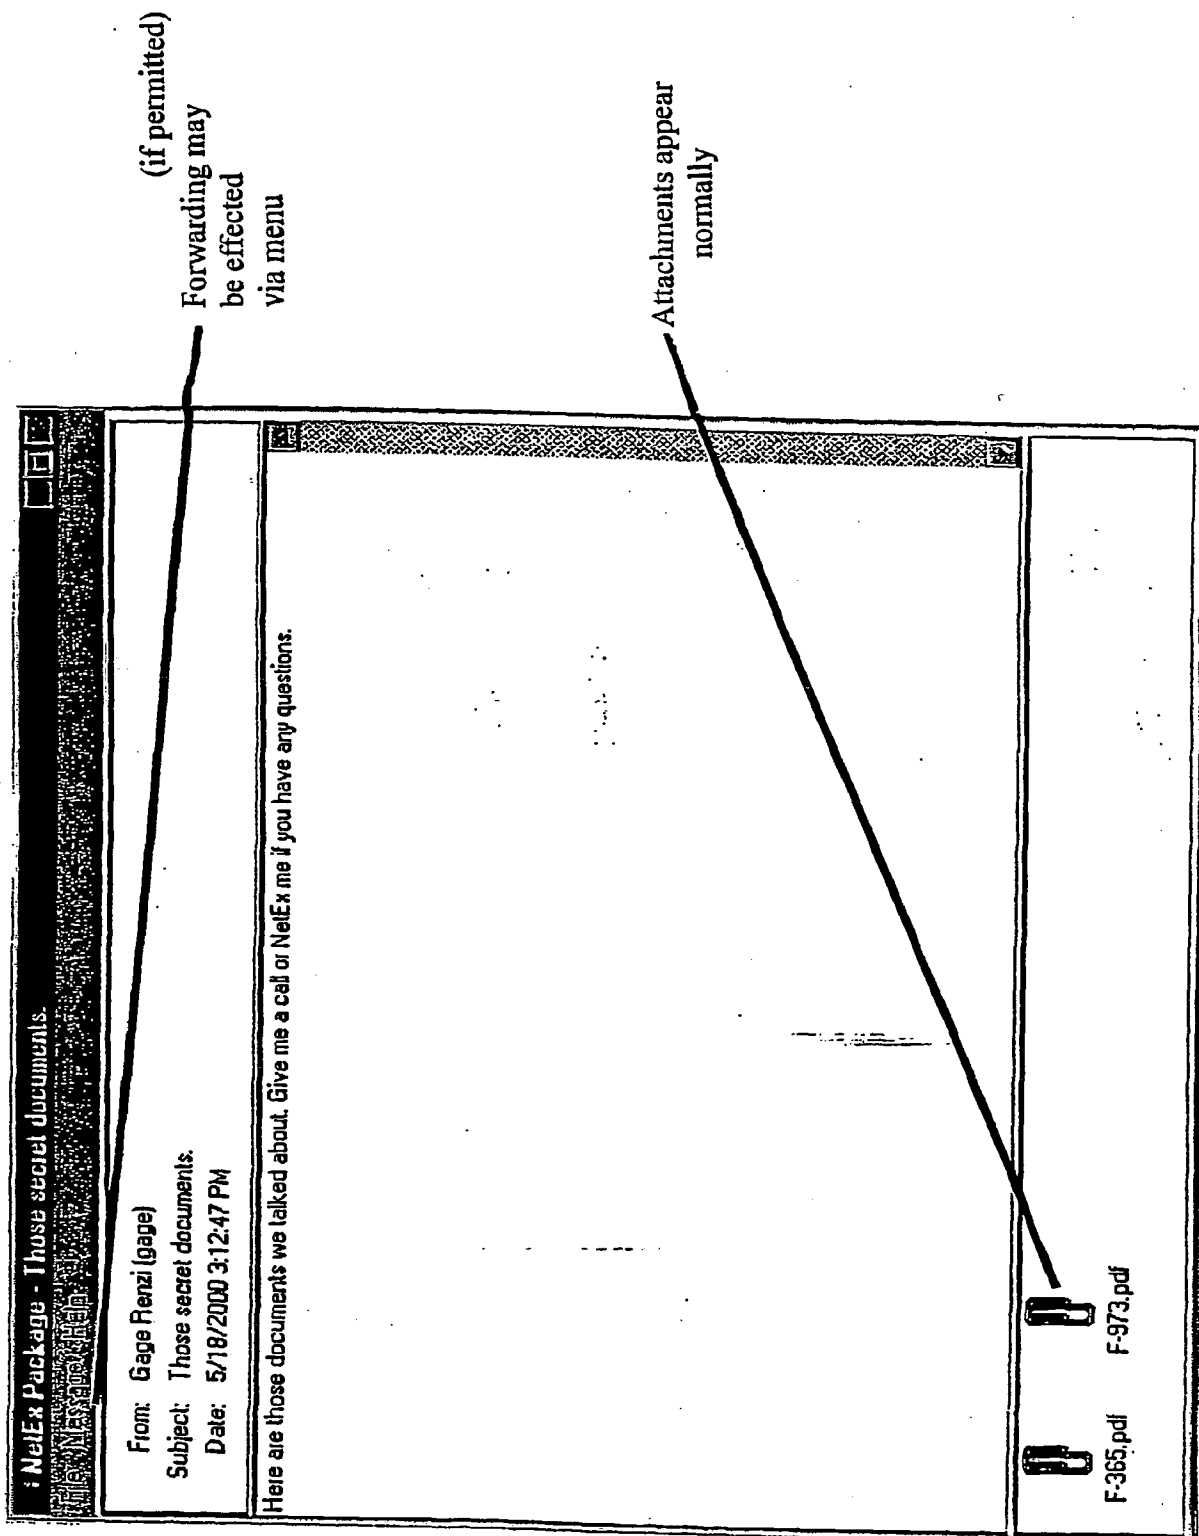 NetEx Package - Those secret documents.
Message Help
From: Gage Renzi (gage)
Subject: Those secret documents.
Date: 5/18/2000 3:12:47 PM
Here are those documents we talked about. Give me a call or NetEx me if you have any questions.
F-365.pdf
F-973.pdf
(if permitted)
Forwarding may
be effected
via menu
Attachments appear
normally